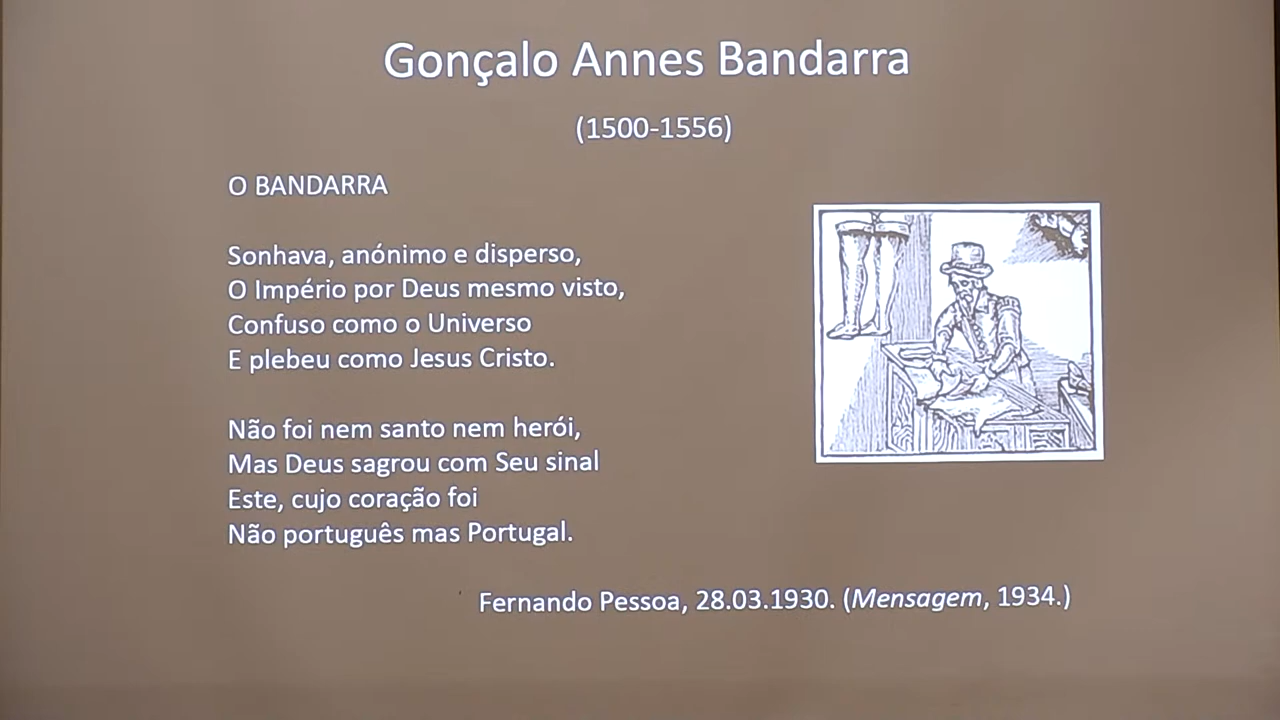 Gonçalo Annes Bandarra
(1500-1556)
O BANDARRA
Sonhava, anónimo e disperso,
O Império por Deus mesmo visto,
Confuso como o Universo
E plebeu como Jesus Cristo.
Não foi nem santo nem herói,
Mas Deus sagrou com Seu sinal
Este, cujo coração foi
Não português mas Portugal.
Fernando Pessoa, 28.03.1930. (Mensagem, 1934.)